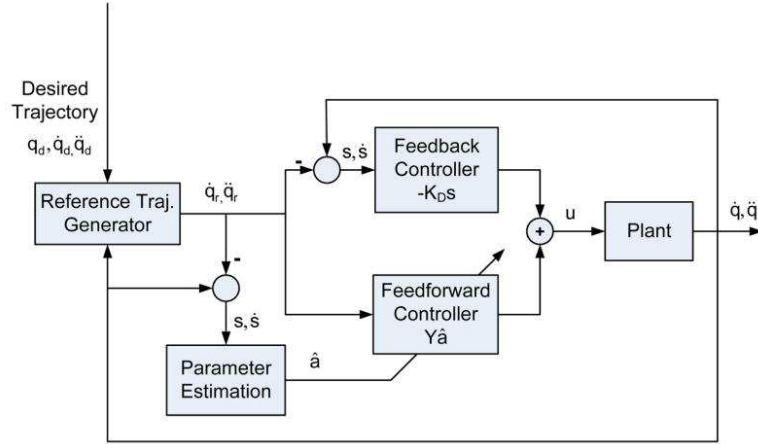 Desired
Trajectory
q_d, q̇_d, q̈_d
Reference Traj.
Generator
q̇_r, q̈_r
-
s, ṡ
Feedback
Controller
-K_D s
u
+
Plant
q̇, q̈
-
s, ṡ
Feedforward
Controller
Yâ
Parameter
Estimation
â